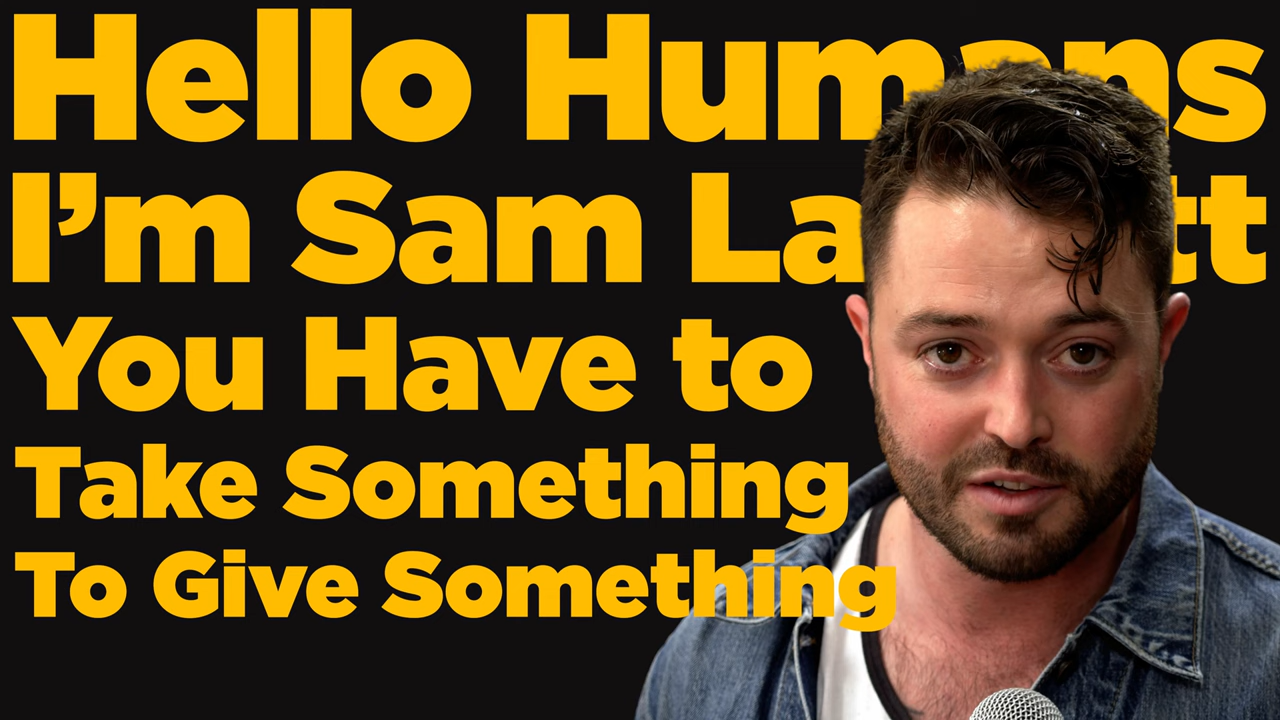 Hello Humans
I'm Sam
You Have to
Take Something
To Give Something